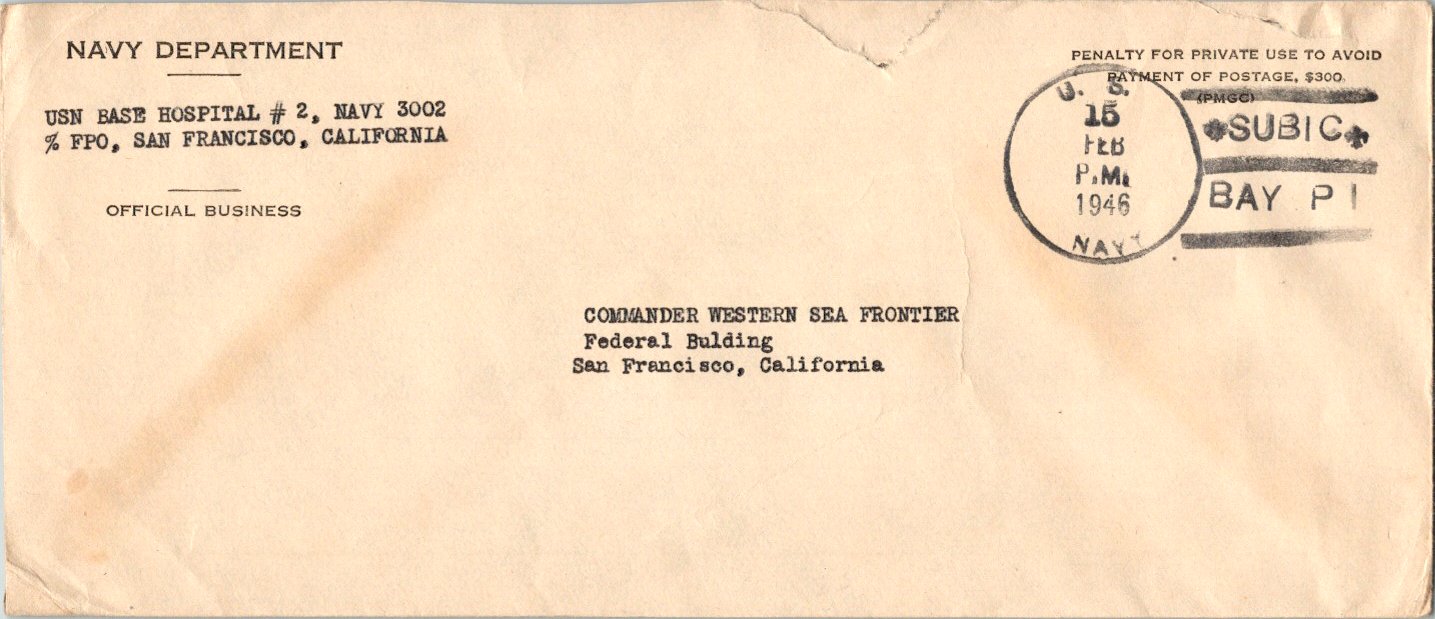 NAVY DEPARTMENT
USN BASE HOSPITAL # 2, NAVY 3002
% FPO, SAN FRANCISCO, CALIFORNIA
OFFICIAL BUSINESS
PENALTY FOR PRIVATE USE TO AVOID
PAYMENT OF POSTAGE, $300.
(PMGC)
U. S.
15
FEB
P.M.
1946
NAVY
SUBIC
BAY P I
COMMANDER WESTERN SEA FRONTIER
Federal Bulding
San Francisco, California